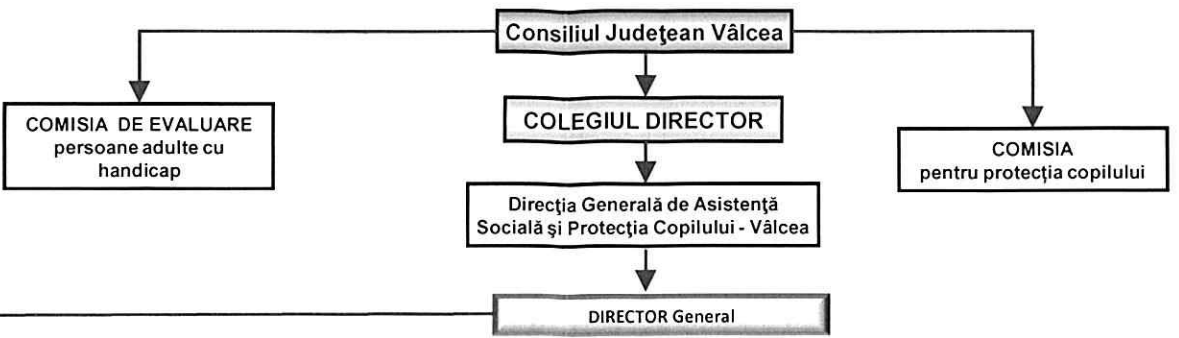 Consiliul Judeţean Vâlcea
COMISIA DE EVALUARE
persoane adulte cu
handicap
COLEGIUL DIRECTOR
COMISIA
pentru protecţia copilului
Direcţia Generală de Asistenţă
Socială şi Protecţia Copilului - Vâlcea
DIRECTOR General